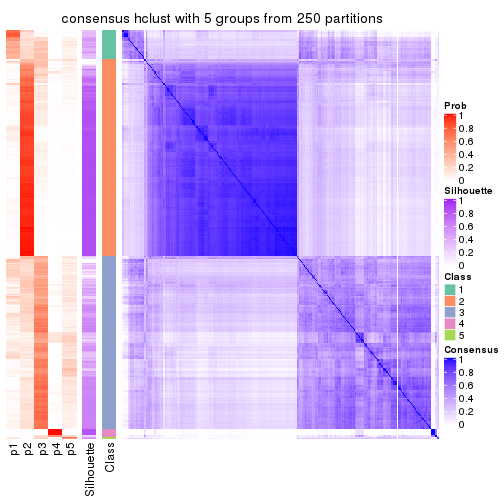 consensus hclust with 5 groups from 250 partitions
Prob
1
0.8
0.6
0.4
0.2
0
Silhouette
1
0.8
0.6
0.4
0.2
0
Class
1
2
3
4
5
Consensus
1
0.8
0.6
0.4
0.2
0
p1
p2
p3
p4
p5
Silhouette
Class